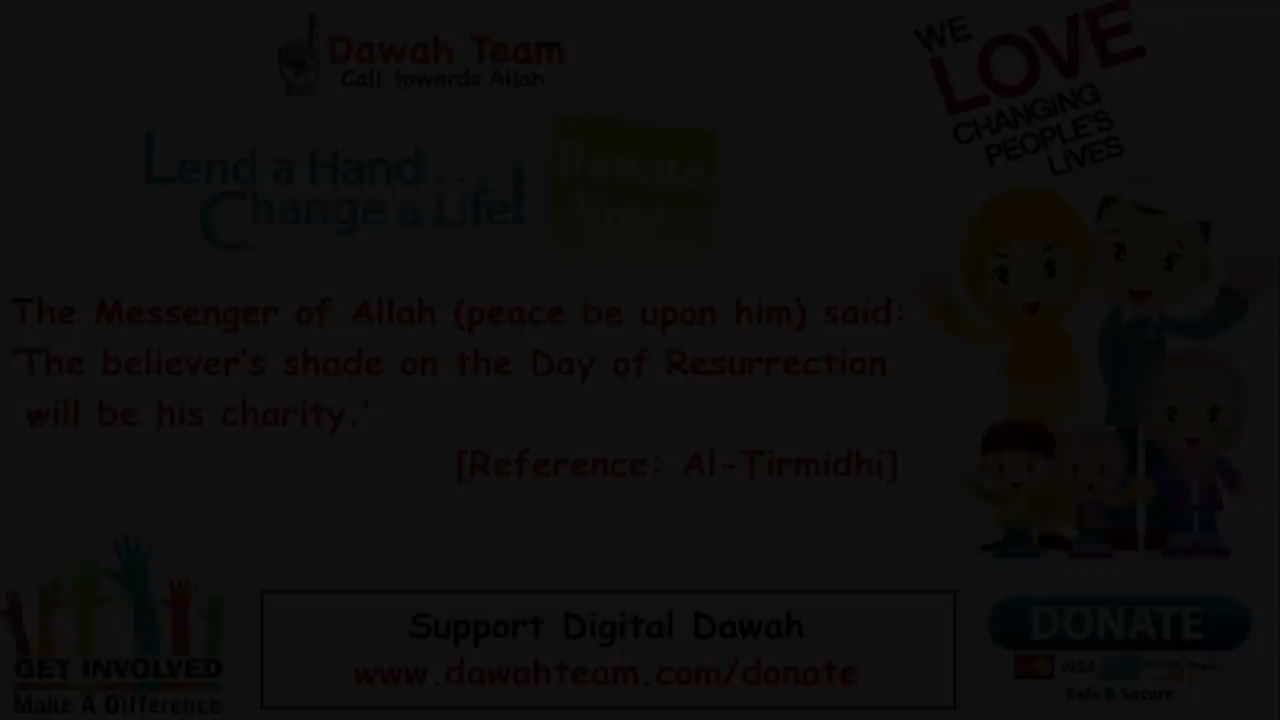 Dawah Team
Call towards Allah
WE
LOVE
CHANGING
PEOPLE'S
LIVES
Lend a Hand . . .
Change a Life!
Donate
The Messenger of Allah (peace be upon him) said:
'The believer's shade on the Day of Resurrection
will be his charity.'
[Reference: Al-Tirmidhi]
GET INVOLVED
Make A Difference
Support Digital Dawah
www.dawahteam.com/donate
DONATE
VISA
Safe & Secure